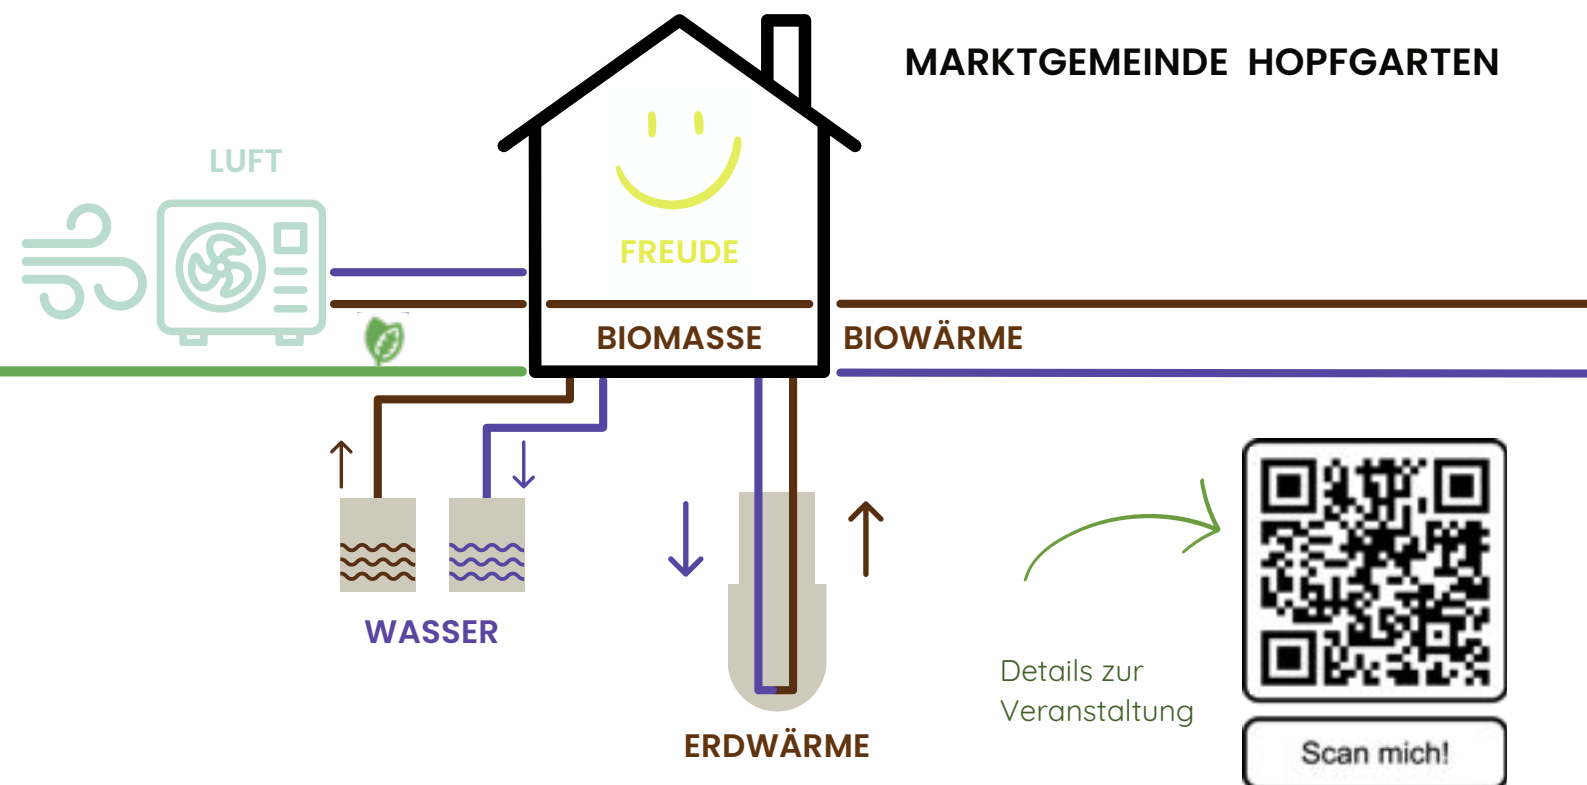 MARKTGEMEINDE HOPFGARTEN
LUFT
FREUDE
BIOMASSE
BIOWÄRME
WASSER
Details zur
Veranstaltung
ERDWÄRME
Scan mich!